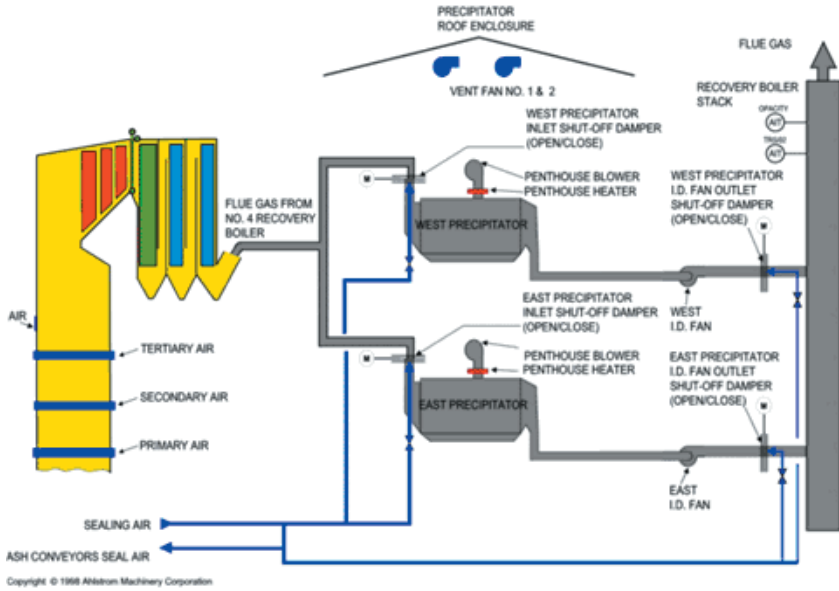 PRECIPITATOR
ROOF ENCLOSURE
VENT FAN NO. 1 & 2
FLUE GAS
RECOVERY BOILER
STACK
OPACITY
AIT
TRS/02
AIT
WEST PRECIPITATOR
INLET SHUT-OFF DAMPER
(OPEN/CLOSE)
M
PENTHOUSE BLOWER
PENTHOUSE HEATER
WEST PRECIPITATOR
I.D. FAN OUTLET
SHUT-OFF DAMPER
(OPEN/CLOSE)
M
FLUE GAS FROM
NO. 4 RECOVERY
BOILER
WEST PRECIPITATOR
WEST
I.D. FAN
EAST PRECIPITATOR
INLET SHUT-OFF DAMPER
(OPEN/CLOSE)
M
PENTHOUSE BLOWER
PENTHOUSE HEATER
EAST PRECIPITATOR
I.D. FAN OUTLET
SHUT-OFF DAMPER
(OPEN/CLOSE)
M
EAST PRECIPITATOR
EAST
I.D. FAN
AIR
TERTIARY AIR
SECONDARY AIR
PRIMARY AIR
SEALING AIR
ASH CONVEYORS SEAL AIR
Copyright © 1998 Ahlstrom Machinery Corporation